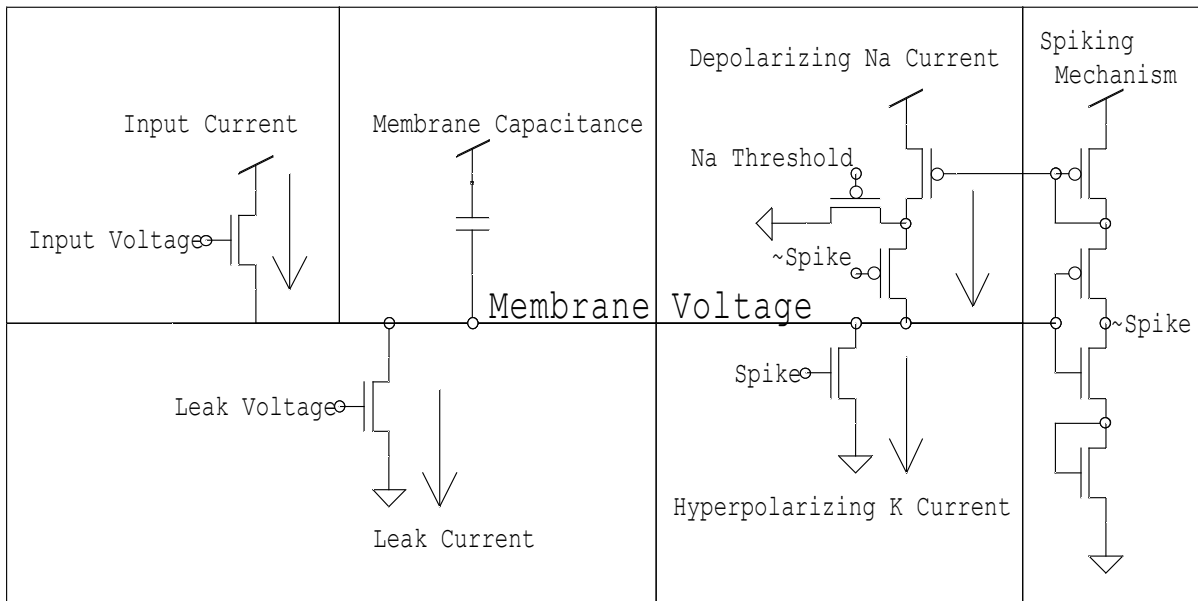 Spiking
Mechanism
Depolarizing Na Current
Input Current
Membrane Capacitance
Na Threshold
Input Voltage
~Spike
Membrane Voltage
~Spike
Spike
Leak Voltage
Hyperpolarizing K Current
Leak Current